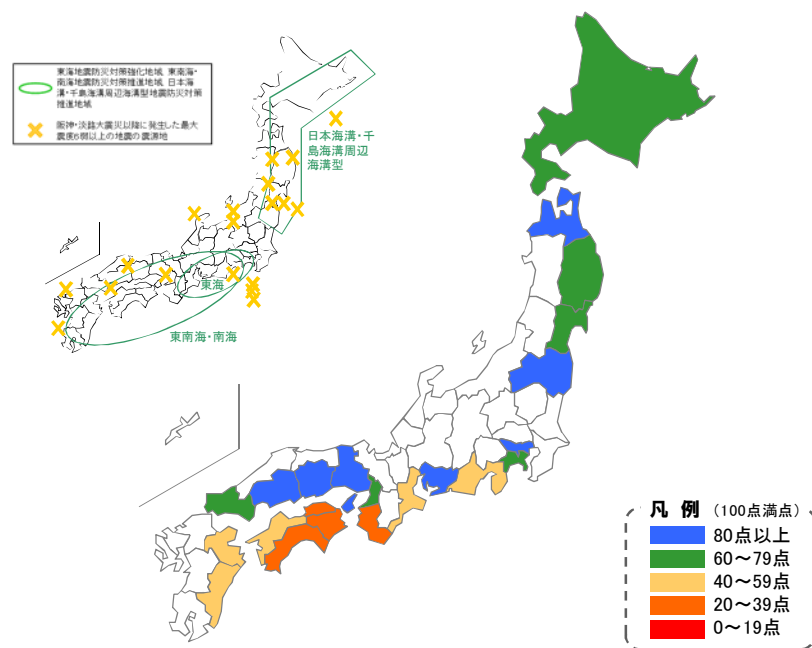 東海地震防災対策強化地域、東南海・
南海地震防災対策推進地域、日本海
溝・千島海溝周辺海溝型地震防災対策
推進地域
阪神・淡路大震災以降に発生した最大
震度6弱以上の地震の震源地
日本海溝・千
島海溝周辺
海溝型
東海
東南海・南海
凡 例 (100点満点)
80点以上
60～79点
40～59点
20～39点
0～19点